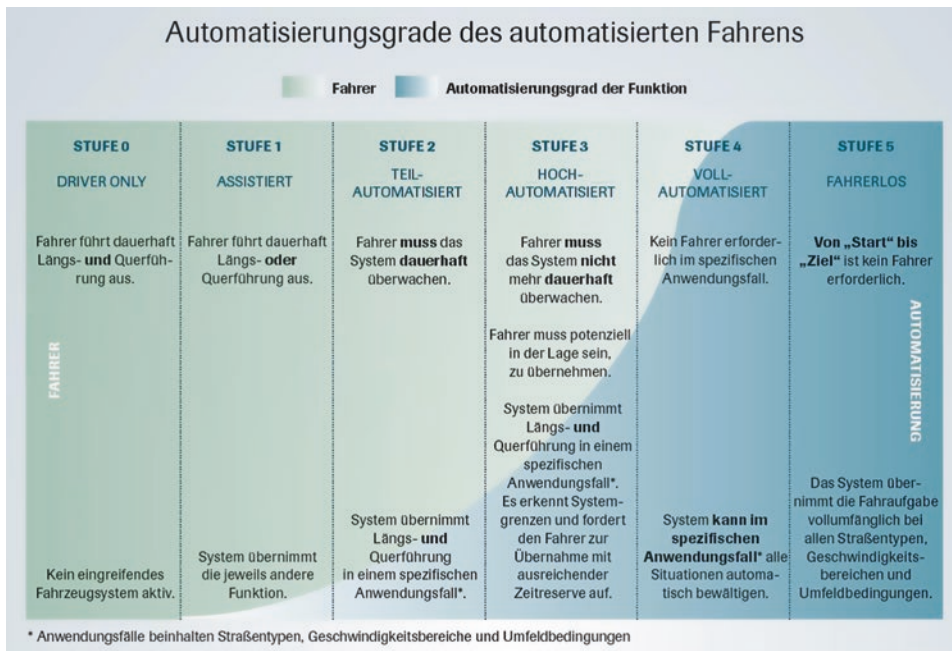 Automatisierungsgrade des automatisierten Fahrens
Fahrer
Automatisierungsgrad der Funktion
STUFE 0
DRIVER ONLY
Fahrer führt dauerhaft
Längs- und Querfüh-
rung aus.
FAHRER
Kein eingreifendes
Fahrzeugsystem aktiv.
STUFE 1
ASSISTIERT
Fahrer führt dauerhaft
Längs- oder
Querführung aus.
System übernimmt
die jeweils andere
Funktion.
STUFE 2
TEIL-
AUTOMATISIERT
Fahrer muss das
System dauerhaft
überwachen.
System übernimmt
Längs- und
Querführung
in einem spezifischen
Anwendungsfall*.
STUFE 3
HOCH-
AUTOMATISIERT
Fahrer muss
das System nicht
mehr dauerhaft
überwachen.
Fahrer muss potenziell
in der Lage sein,
zu übernehmen.
System übernimmt
Längs- und
Querführung in einem
spezifischen
Anwendungsfall*.
Es erkennt System-
grenzen und fordert
den Fahrer zur
Übernahme mit
ausreichender
Zeitreserve auf.
STUFE 4
VOLL-
AUTOMATISIERT
Kein Fahrer erforder-
lich im spezifischen
Anwendungsfall.
System kann im
spezifischen
Anwendungsfall* alle
Situationen automa-
tisch bewältigen.
STUFE 5
FAHRERLOS
Von „Start“ bis
„Ziel“ ist kein Fahrer
erforderlich.
AUTOMATISIERUNG
Das System über-
nimmt die Fahraufgabe
vollumfänglich bei
allen Straßentypen,
Geschwindigkeits-
bereichen und
Umfeldbedingungen.
* Anwendungsfälle beinhalten Straßentypen, Geschwindigkeitsbereiche und Umfeldbedingungen